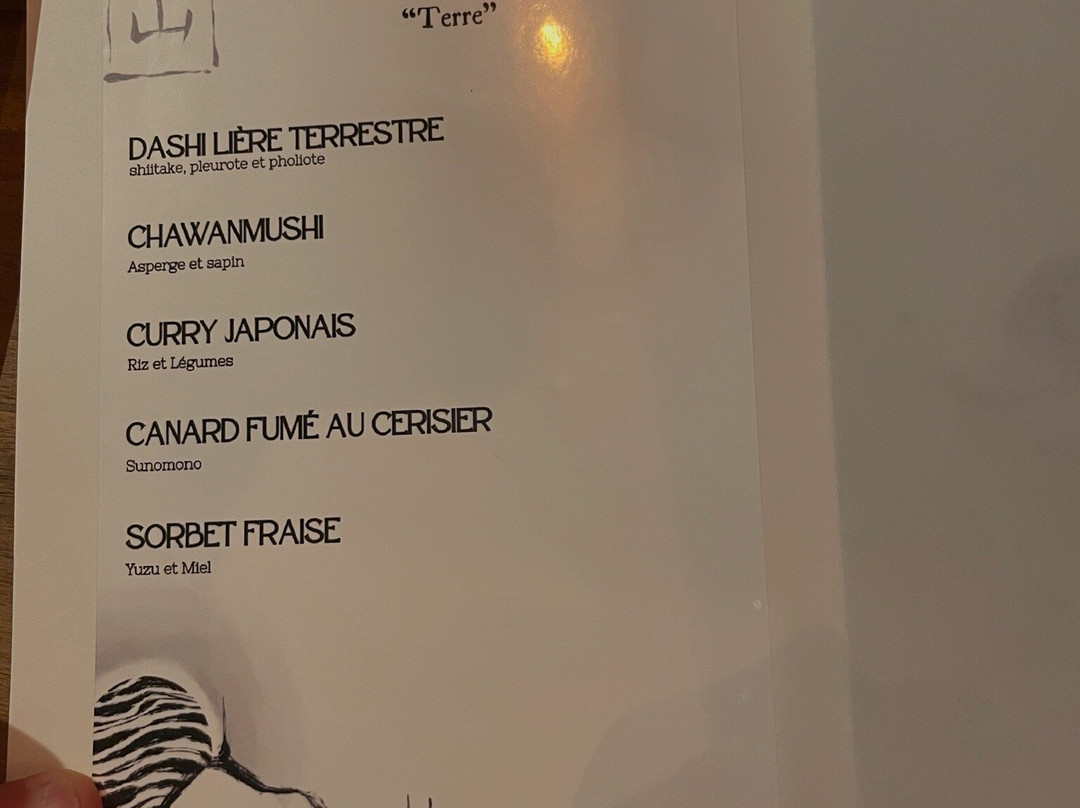 山
“Terre”
DASHI LIÈRE TERRESTRE
shiitake, pleurote et pholiote
CHAWANMUSHI
Asperge et sapin
CURRY JAPONAIS
Riz et Légumes
CANARD FUMÉ AU CERISIER
Sunomono
SORBET FRAISE
Yuzu et Miel